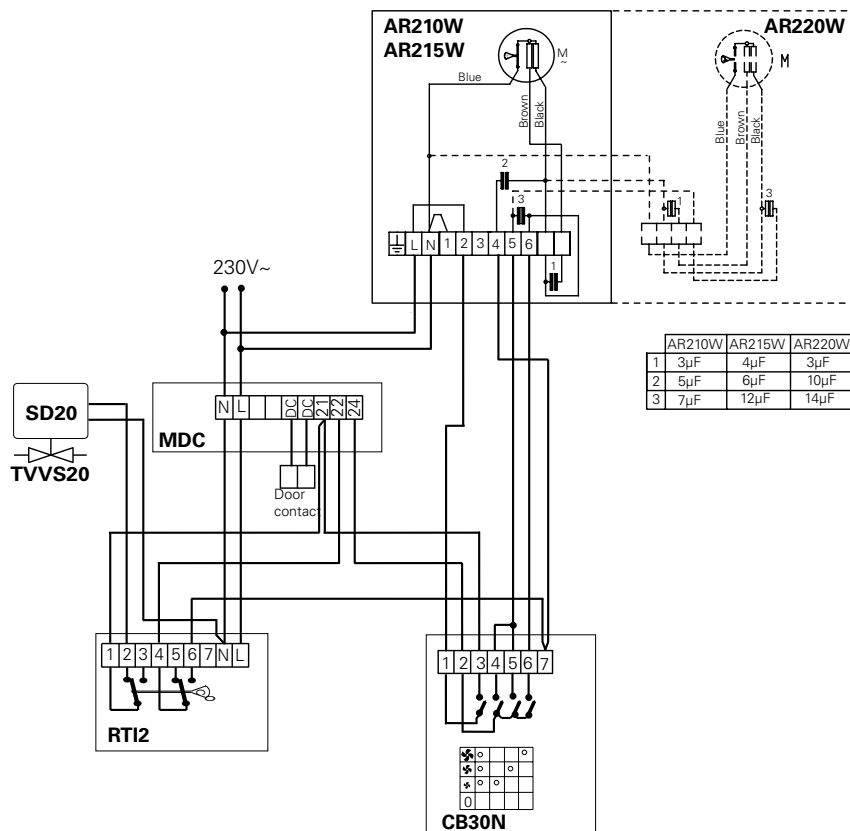 AR210W
AR215W
AR220W
M
~
M
Blue
Brown
Black
Blue
Brown
Black
2
3
1
3
1
L N 1 2 3 4 5 6
230V~
AR210W AR215W AR220W
1 3µF 4µF 3µF
2 5µF 6µF 10µF
3 7µF 12µF 14µF
SD20
TVVS20
N L DC DC 21 22 24
MDC
Door
contact
1 2 3 4 5 6 7 N L
RTI2
1 2 3 4 5 6 7
0
CB30N